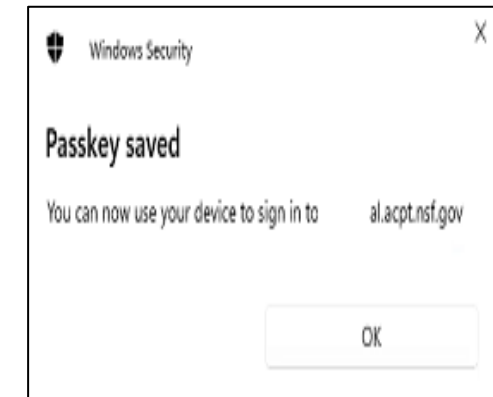 Windows Security
Passkey saved
You can now use your device to sign in to al.acpt.nsf.gov
OK